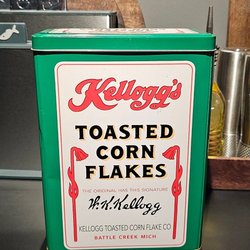 Kellogg's
TOASTED
CORN
FLAKES
THE ORIGINAL HAS THIS SIGNATURE
W.K.Kellogg
KELLOGG TOASTED CORN FLAKE CO.
BATTLE CREEK MICH